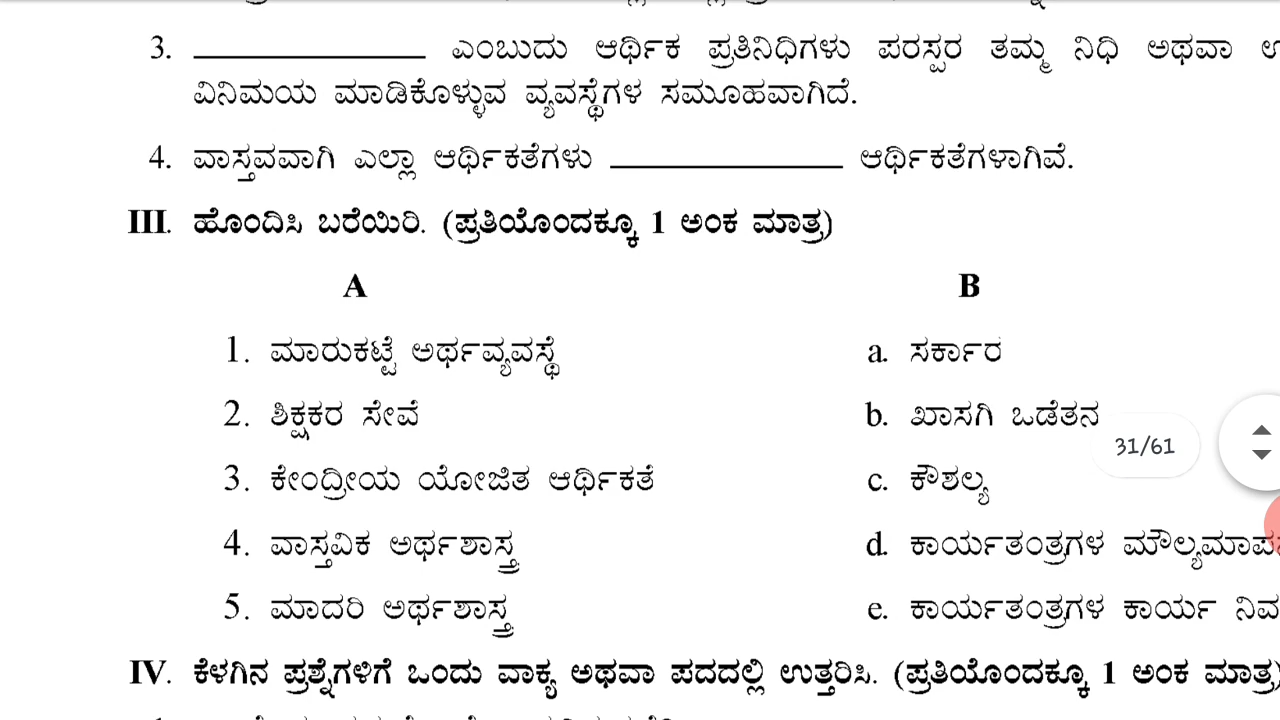 3. ____________ ಎಂಬುದು ಆರ್ಥಿಕ ಪ್ರತಿನಿಧಿಗಳು ಪರಸ್ಪರ ತಮ್ಮ ನಿಧಿ ಅಥವಾ
ವಿನಿಮಯ ಮಾಡಿಕೊಳ್ಳುವ ವ್ಯವಸ್ಥೆಗಳ ಸಮೂಹವಾಗಿದೆ.
4. ವಾಸ್ತವವಾಗಿ ಎಲ್ಲಾ ಆರ್ಥಿಕತೆಗಳು ____________ ಆರ್ಥಿಕತೆಗಳಾಗಿವೆ.
III. ಹೊಂದಿಸಿ ಬರೆಯಿರಿ. (ಪ್ರತಿಯೊಂದಕ್ಕೂ 1 ಅಂಕ ಮಾತ್ರ)
A B
1. ಮಾರುಕಟ್ಟೆ ಅರ್ಥವ್ಯವಸ್ಥೆ a. ಸರ್ಕಾರ
2. ಶಿಕ್ಷಕರ ಸೇವೆ b. ಖಾಸಗಿ ಒಡೆತನ
31/61
3. ಕೇಂದ್ರೀಯ ಯೋಜಿತ ಆರ್ಥಿಕತೆ c. ಕೌಶಲ್ಯ
4. ವಾಸ್ತವಿಕ ಅರ್ಥಶಾಸ್ತ್ರ d. ಕಾರ್ಯತಂತ್ರಗಳ
5. ಮಾದರಿ ಅರ್ಥಶಾಸ್ತ್ರ e. ಕಾರ್ಯತಂತ್ರಗಳ ಕಾರ್ಯ
IV. ಕೆಳಗಿನ ಪ್ರಶ್ನೆಗಳಿಗೆ ಒಂದು ವಾಕ್ಯ ಅಥವಾ ಪದದಲ್ಲಿ ಉತ್ತರಿಸಿ. (ಪ್ರತಿಯೊಂದಕ್ಕೂ 1 ಅಂಕ ಮಾತ್ರ)